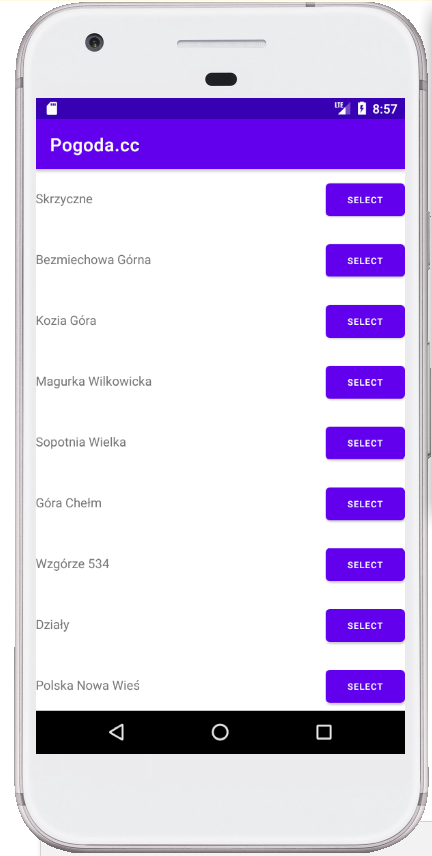 LTE 8:57
Pogoda.cc
Skrzyczne SELECT
Bezmiechowa Górna SELECT
Kozia Góra SELECT
Magurka Wilkowicka SELECT
Sopotnia Wielka SELECT
Góra Chełm SELECT
Wzgórze 534 SELECT
Działy SELECT
Polska Nowa Wieś SELECT